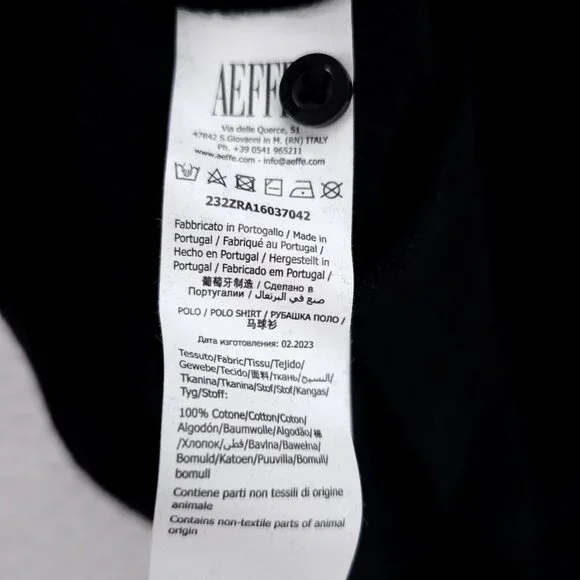 AEFFE
Via delle Querce, 51
47842 S.Giovanni in M. (RN) ITALY
Ph. +39 0541 965211
www.aeffe.com - info@aeffe.com
232ZRA16037042
Fabbricato in Portogallo / Made in
Portugal / Fabriqué au Portugal /
Hecho en Portugal / Hergestellt in
Portugal / Fabricado em Portugal /
葡萄牙制造 / Сделано в
Португалии / صنع في البرتغال /
POLO / POLO SHIRT / РУБАШКА ПОЛО /
马球衫
Дата изготовления: 02.2023
Tessuto/Fabric/Tissu/Tejido/
Gewebe/Tecido/面料/ткань/النسيج/
Tkanina/Tkanina/Stof/Stof/Kangas/
Tyg/Stoff:
100% Cotone/Cotton/Coton/
Algodón/Baumwolle/Algodão/棉
/Хлопок/قطن/Bavlna/Bawełna/
Bomuld/Katoen/Puuvilla/Bomull/
bomull
Contiene parti non tessili di origine
animale
Contains non-textile parts of animal
origin